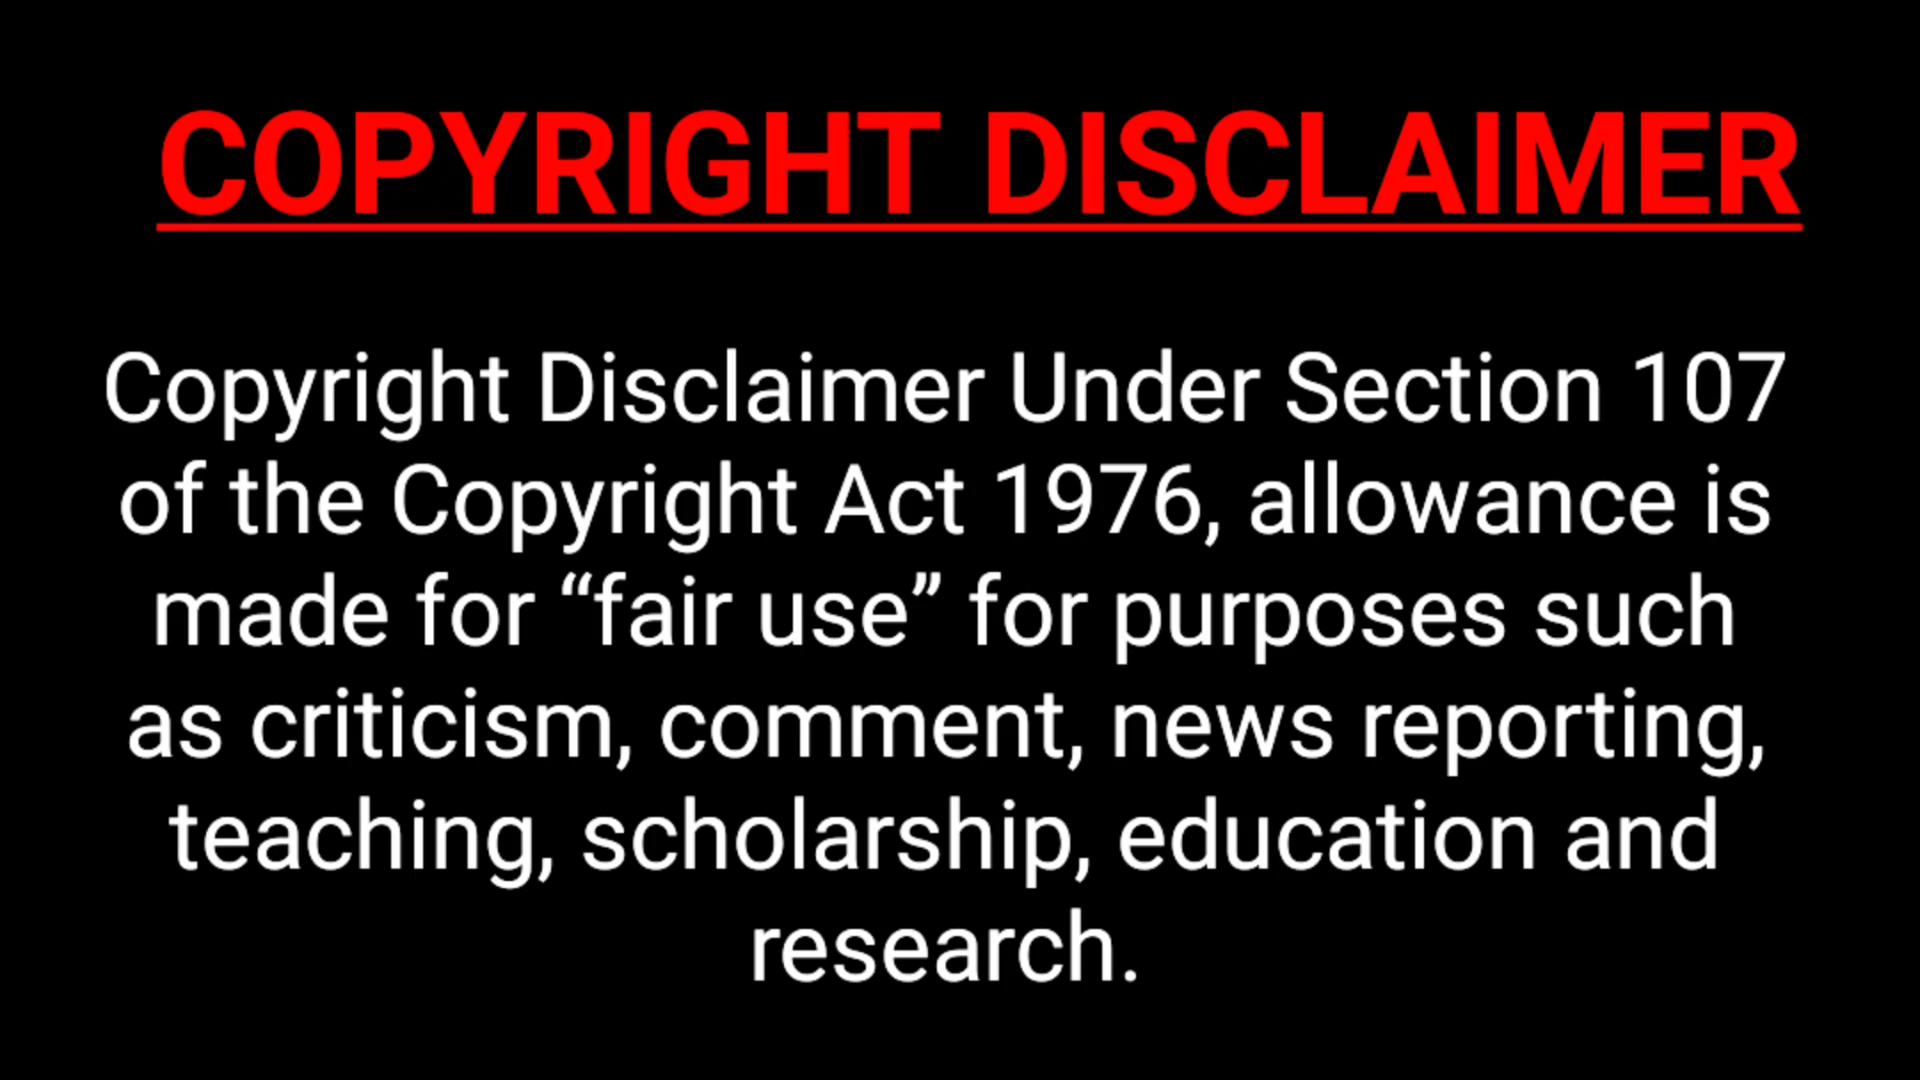 COPYRIGHT DISCLAIMER
Copyright Disclaimer Under Section 107
of the Copyright Act 1976, allowance is
made for “fair use” for purposes such
as criticism, comment, news reporting,
teaching, scholarship, education and
research.